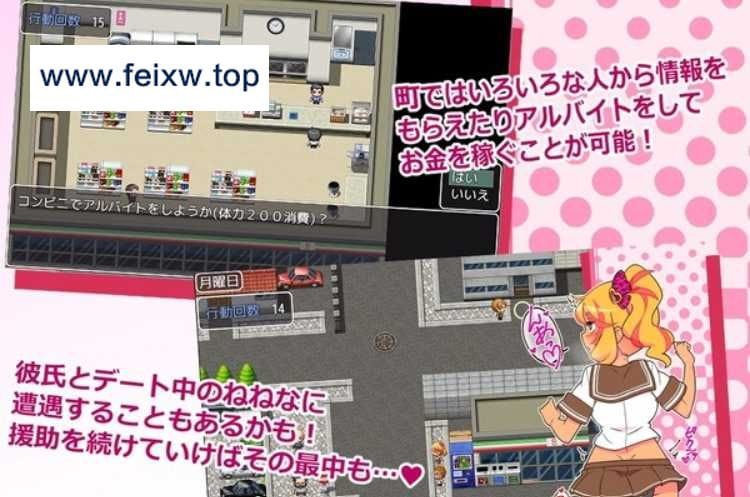 行動回数 15
www.feixw.top
町ではいろいろな人から情報を
もらえたりアルバイトをして
お金を稼ぐことが可能！
はい
いいえ
コンビニでアルバイトをしようか(体力２００消費)？
月曜日
行動回数 14
彼氏とデート中のねねなに
遭遇することもあるかも！
援助を続けていけばその最中も…♥